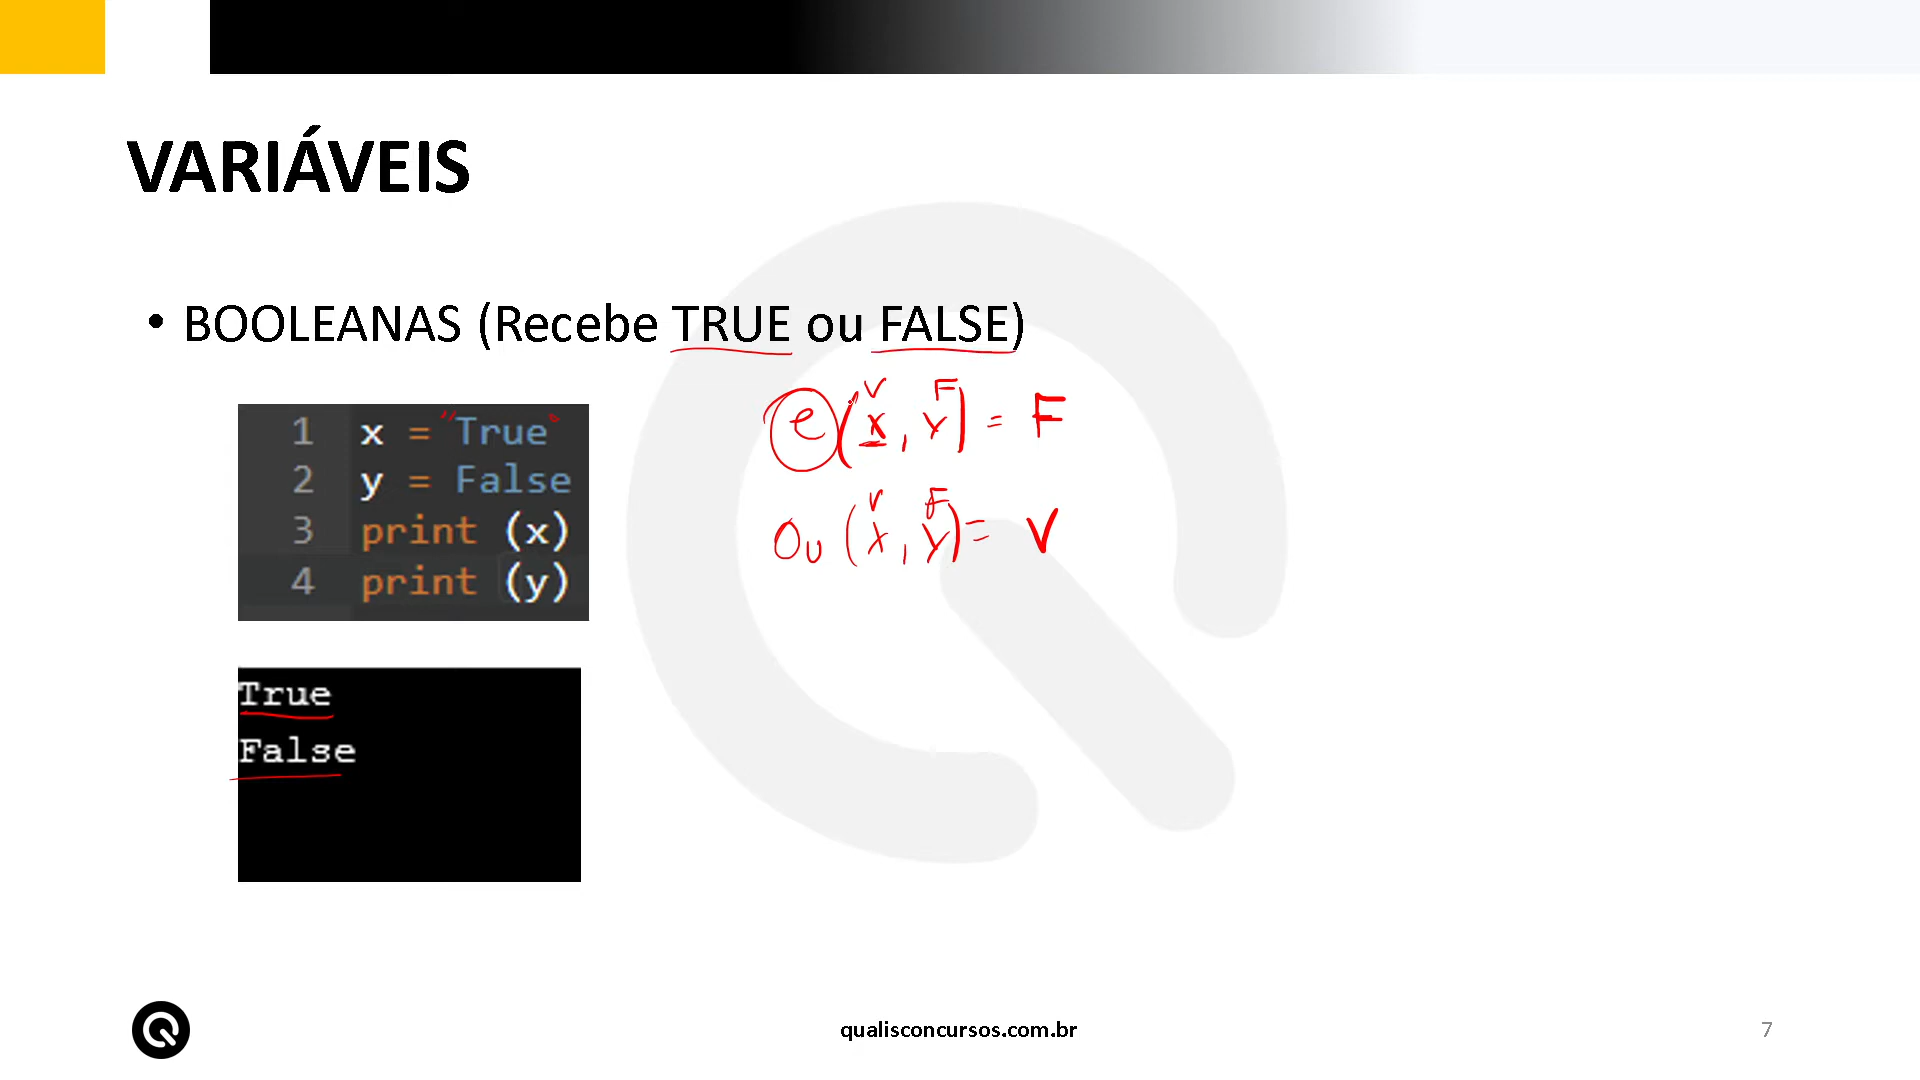 VARIÁVEIS
• BOOLEANAS (Recebe TRUE ou FALSE)
V F
e (x, y) = F
V F
Ou (x, y) = V
1 x = "True"
2 y = False
3 print (x)
4 print (y)
True
False
qualisconcursos.com.br
7